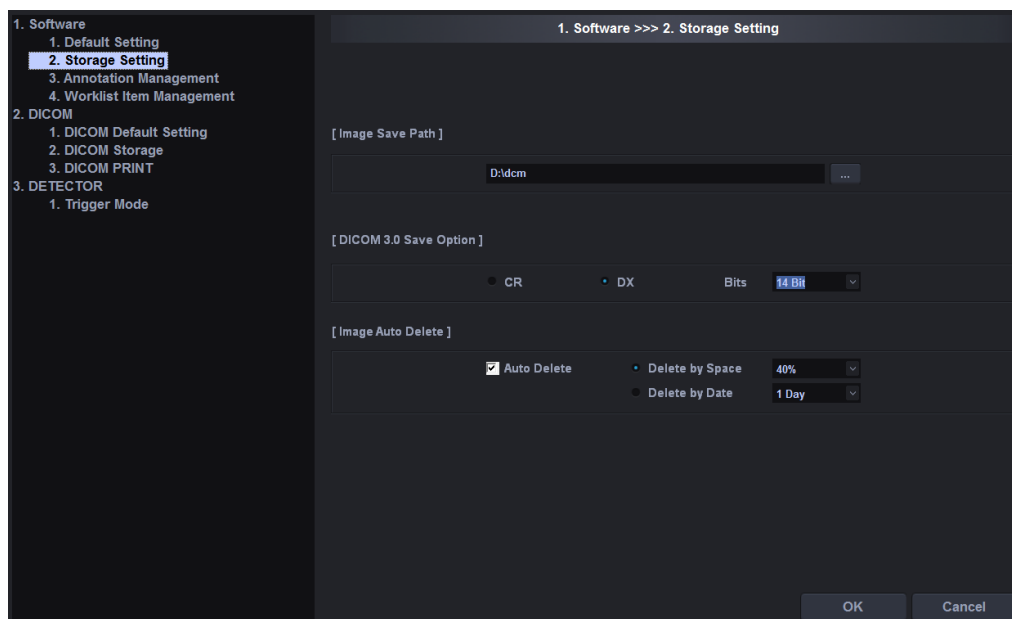 1. Software
1. Default Setting
2. Storage Setting
3. Annotation Management
4. Worklist Item Management
2. DICOM
1. DICOM Default Setting
2. DICOM Storage
3. DICOM PRINT
3. DETECTOR
1. Trigger Mode
1. Software >>> 2. Storage Setting
[ Image Save Path ]
D:\dcm ...
[ DICOM 3.0 Save Option ]
CR DX Bits 14 Bit
[ Image Auto Delete ]
Auto Delete Delete by Space 40%
Delete by Date 1 Day
OK Cancel